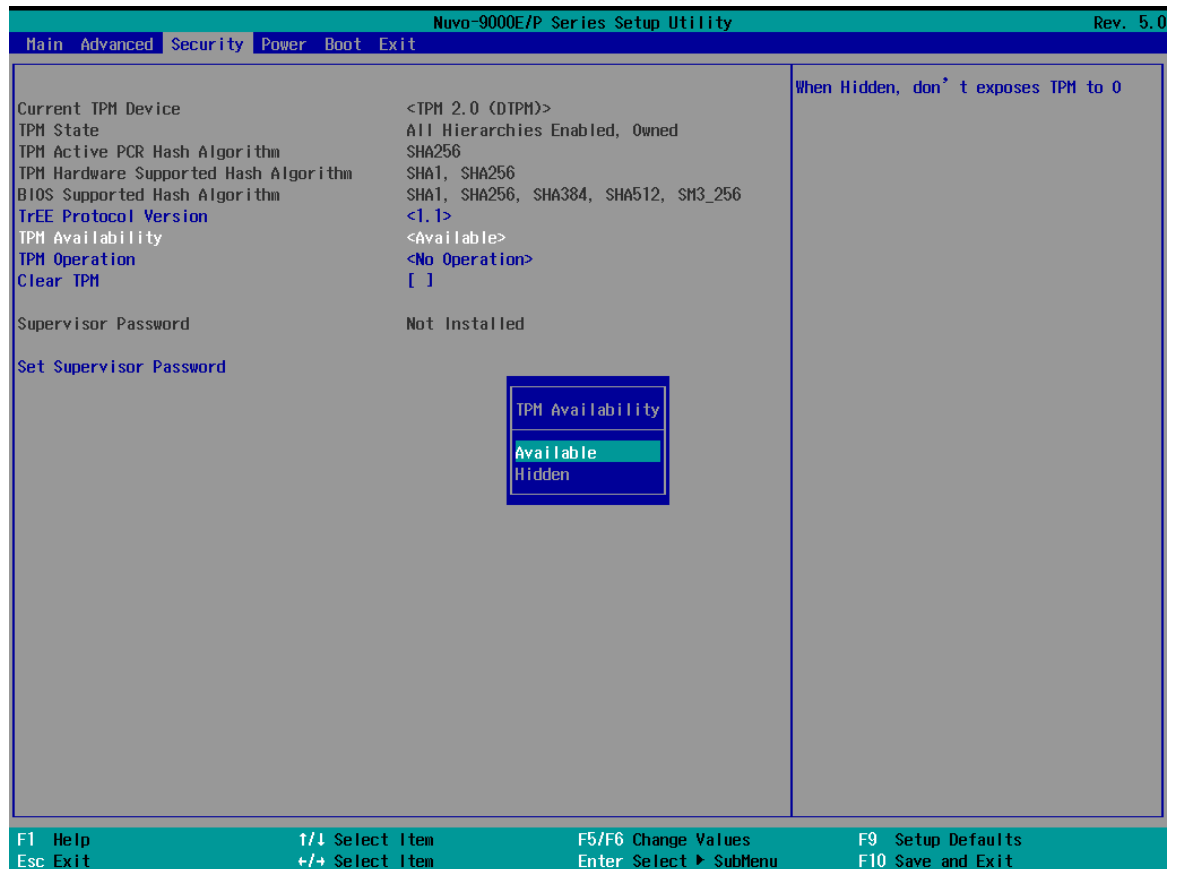 Nuvo-9000E/P Series Setup Utility Rev. 5.0
Main Advanced Security Power Boot Exit
When Hidden, don't exposes TPM to O
Current TPM Device <TPM 2.0 (DTPM)>
TPM State All Hierarchies Enabled, Owned
TPM Active PCR Hash Algorithm SHA256
TPM Hardware Supported Hash Algorithm SHA1, SHA256
BIOS Supported Hash Algorithm SHA1, SHA256, SHA384, SHA512, SM3_256
TrEE Protocol Version <1.1>
TPM Availability <Available>
TPM Operation <No Operation>
Clear TPM [ ]
Supervisor Password Not Installed
Set Supervisor Password
TPM Availability
Available
Hidden
F1 Help ↑/↓ Select Item F5/F6 Change Values F9 Setup Defaults
Esc Exit ←/→ Select Item Enter Select ▶ SubMenu F10 Save and Exit